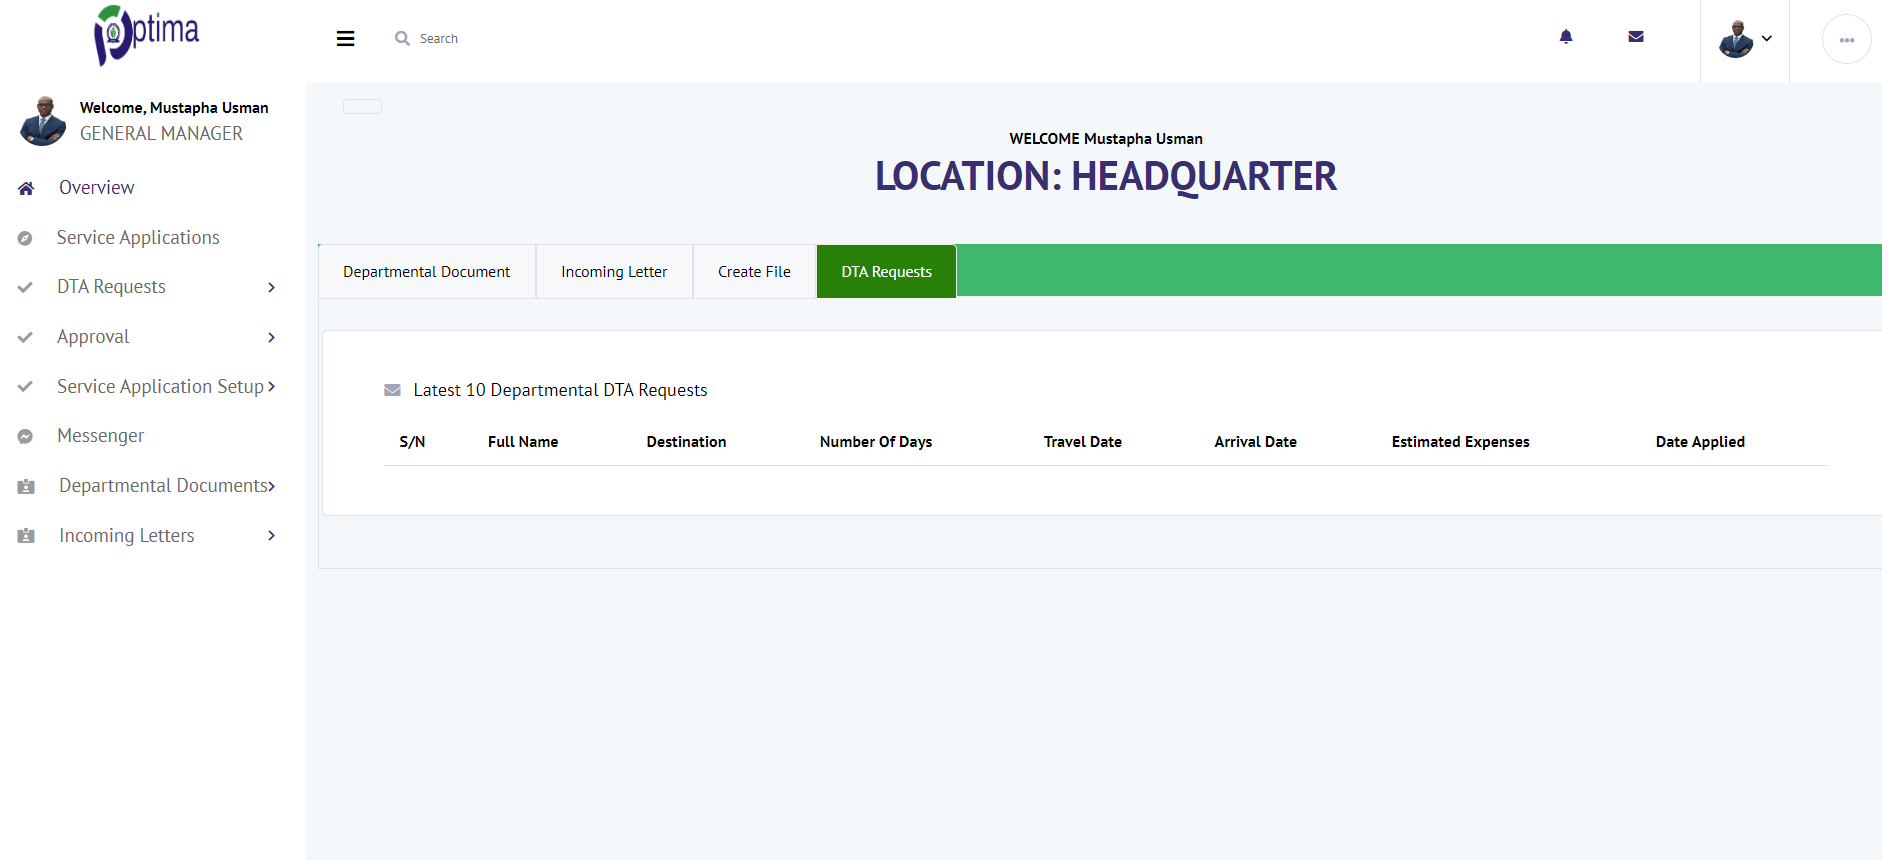 Optima
Search
Welcome, Mustapha Usman
GENERAL MANAGER
Overview
Service Applications
DTA Requests
Approval
Service Application Setup
Messenger
Departmental Documents
Incoming Letters
WELCOME Mustapha Usman
LOCATION: HEADQUARTER
Departmental Document Incoming Letter Create File DTA Requests
Latest 10 Departmental DTA Requests
S/N Full Name Destination Number Of Days Travel Date Arrival Date Estimated Expenses Date Applied